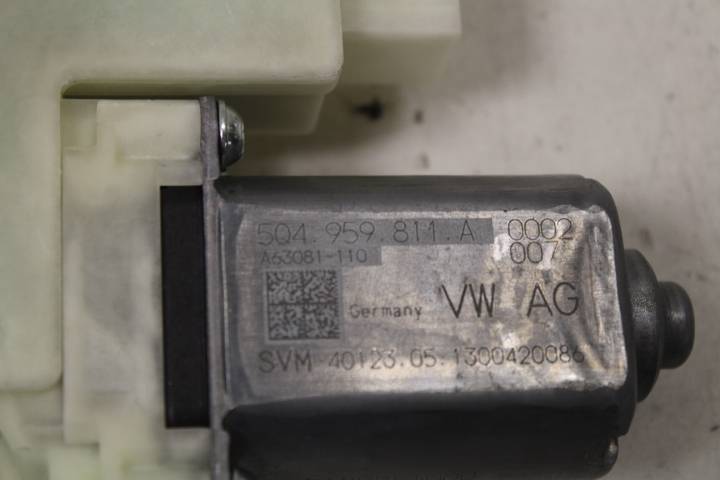 5Q4.959.811.A 0002
A63081-110 007
Germany VW AG
SVM 40123.05.1300420086